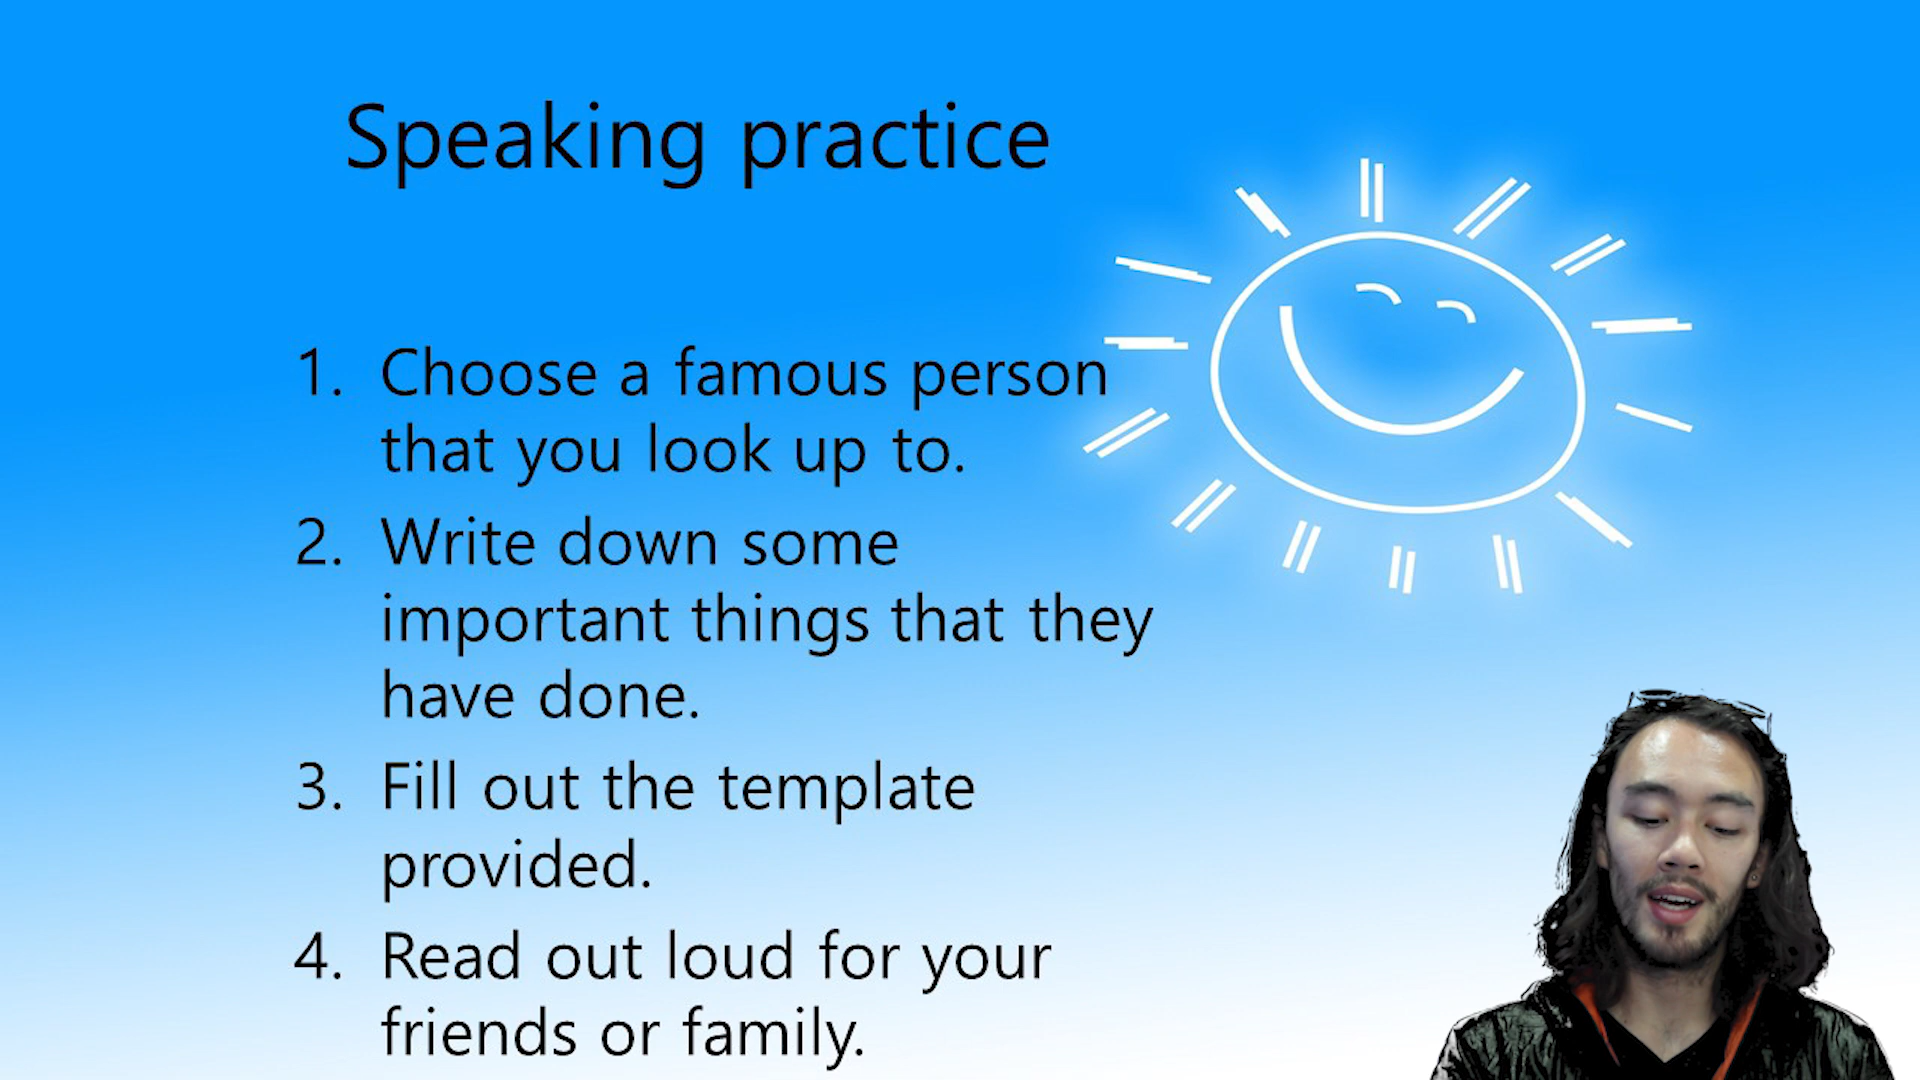 Speaking practice
1. Choose a famous person
that you look up to.
2. Write down some
important things that they
have done.
3. Fill out the template
provided.
4. Read out loud for your
friends or family.